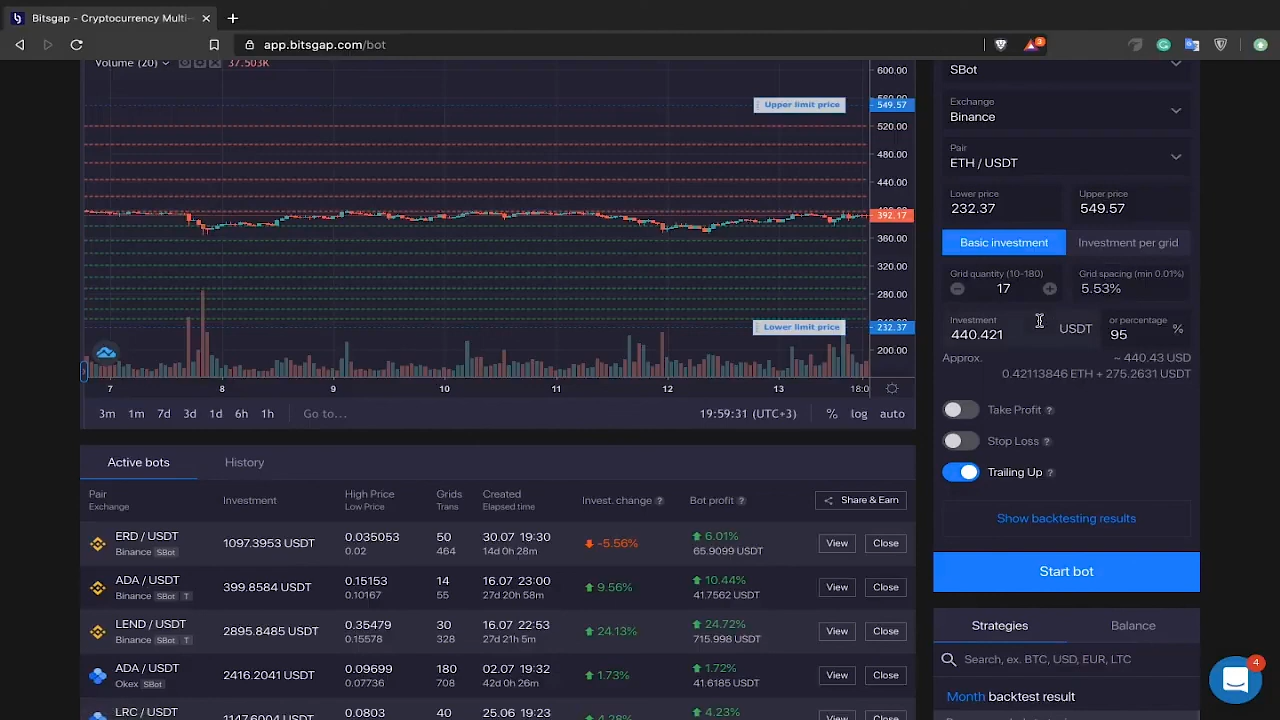 Bitsgap - Cryptocurrency Multi-
app.bitsgap.com/bot
3
Volume (20)
37.503K
600.00
Upper limit price
549.57
520.00
480.00
440.00
392.17
360.00
320.00
280.00
Lower limit price
232.37
200.00
7 8 9 10 11 12 13 18:0
3m 1m 7d 3d 1d 6h 1h Go to... 19:59:31 (UTC+3) % log auto
SBot
Exchange
Binance
Pair
ETH / USDT
Lower price Upper price
232.37 549.57
Basic investment Investment per grid
Grid quantity (10-180) Grid spacing (min 0.01%)
17 5.53%
Investment or percentage
440.421 USDT 95 %
Approx. ~ 440.43 USD
0.42113846 ETH + 275.2631 USDT
Take Profit ?
Stop Loss ?
Trailing Up ?
Show backtesting results
Start bot
Strategies Balance
Search, ex. BTC, USD, EUR, LTC
Month backtest result
4
Active bots History
Pair Investment High Price Grids Created Invest. change ? Bot profit ? Share & Earn
Exchange Low Price Trans Elapsed time
ERD / USDT 1097.3953 USDT 0.035053 50 30.07 19:30 -5.56% 6.01% View Close
Binance SBot 0.02 464 14d 0h 28m 65.9099 USDT
ADA / USDT 399.8584 USDT 0.15153 14 16.07 23:00 9.56% 10.44% View Close
Binance SBot T 0.10167 55 27d 20h 58m 41.7562 USDT
LEND / USDT 2895.8485 USDT 0.35479 30 16.07 22:53 24.13% 24.72% View Close
Binance SBot T 0.15578 328 27d 21h 5m 715.998 USDT
ADA / USDT 2416.2041 USDT 0.09699 180 02.07 19:32 1.73% 1.72% View Close
Okex SBot 0.07736 708 42d 0h 26m 41.6185 USDT
LRC / USDT 1147.6004 USDT 0.0803 40 25.06 19:23 4.28% 4.23% View Close